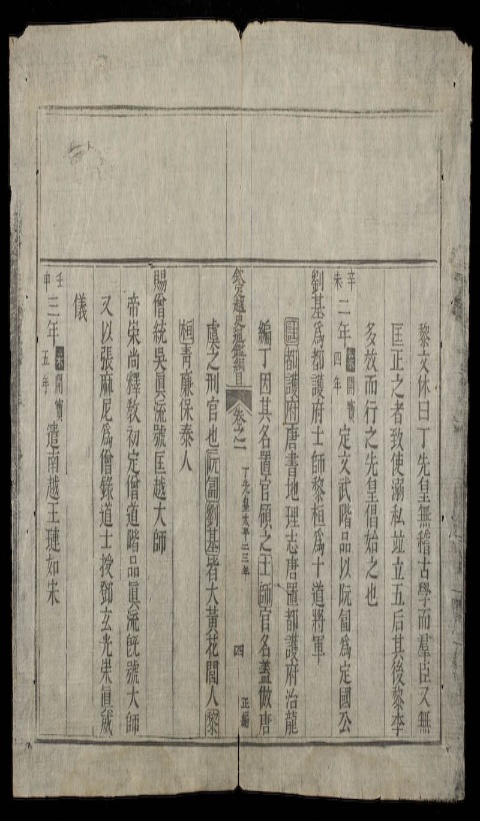 黎文休曰丁先皇無稽古學而羣臣又無
匡正之者致使溺私並立五后其後黎李
多效而行之先皇倡始之也
辛未二年宋開寶四年定文武階品以阮匐爲定國公
劉基爲都護府士師黎桓爲十道將軍
註都護府唐書地理志唐置都護府治龍
編丁因其名置官領之士師官名蓋倣唐
欽定越史通鑑綱目 卷之一 丁先皇太平二三年 四 正編
虞之刑官也阮匐劉基皆大黃花閭人黎
桓青廉保泰人
賜僧統吳眞流號匡越大師
帝崇尚釋教初定僧道階品眞流旣號大師
又以張麻尼爲僧錄道士授鄧玄光崇眞威
儀
壬申三年宋開寶五年遣南越王璉如宋